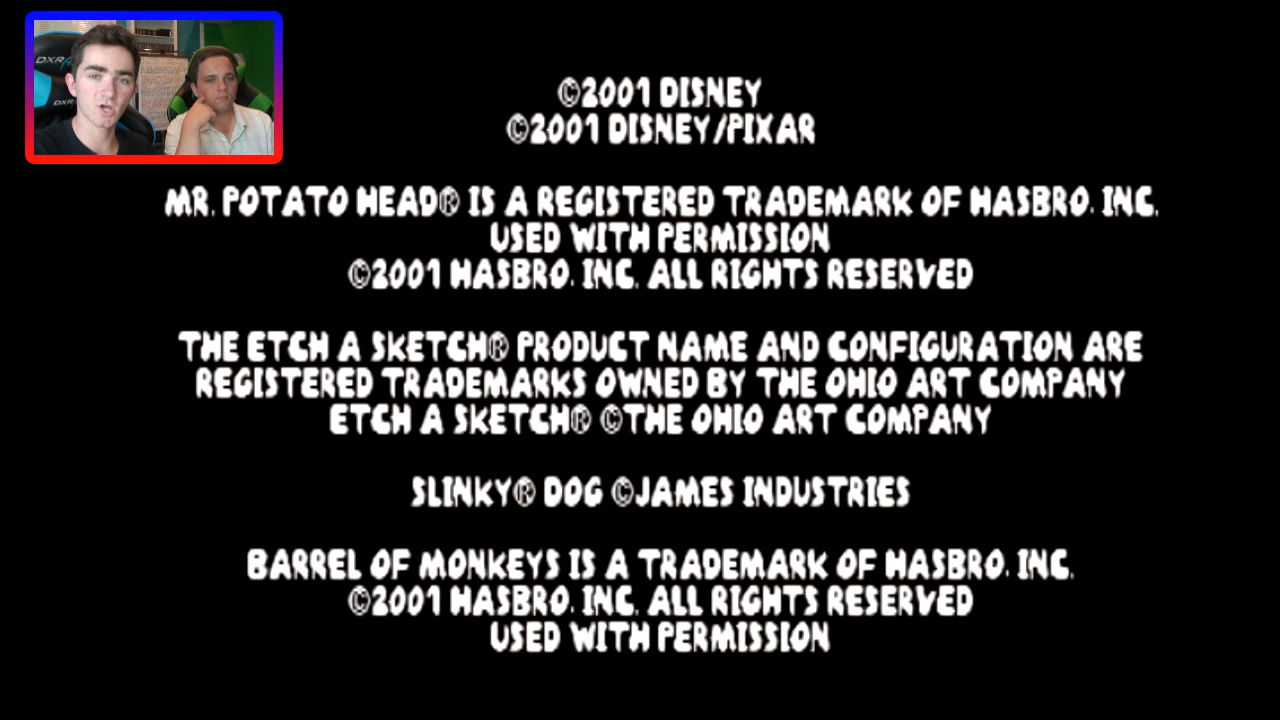 ©2001 DISNEY
©2001 DISNEY/PIXAR
MR. POTATO HEAD® IS A REGISTERED TRADEMARK OF HASBRO, INC.
USED WITH PERMISSION
©2001 HASBRO, INC. ALL RIGHTS RESERVED
THE ETCH A SKETCH® PRODUCT NAME AND CONFIGURATION ARE
REGISTERED TRADEMARKS OWNED BY THE OHIO ART COMPANY
ETCH A SKETCH® ©THE OHIO ART COMPANY
SLINKY® DOG ©JAMES INDUSTRIES
BARREL OF MONKEYS IS A TRADEMARK OF HASBRO, INC.
©2001 HASBRO, INC. ALL RIGHTS RESERVED
USED WITH PERMISSION